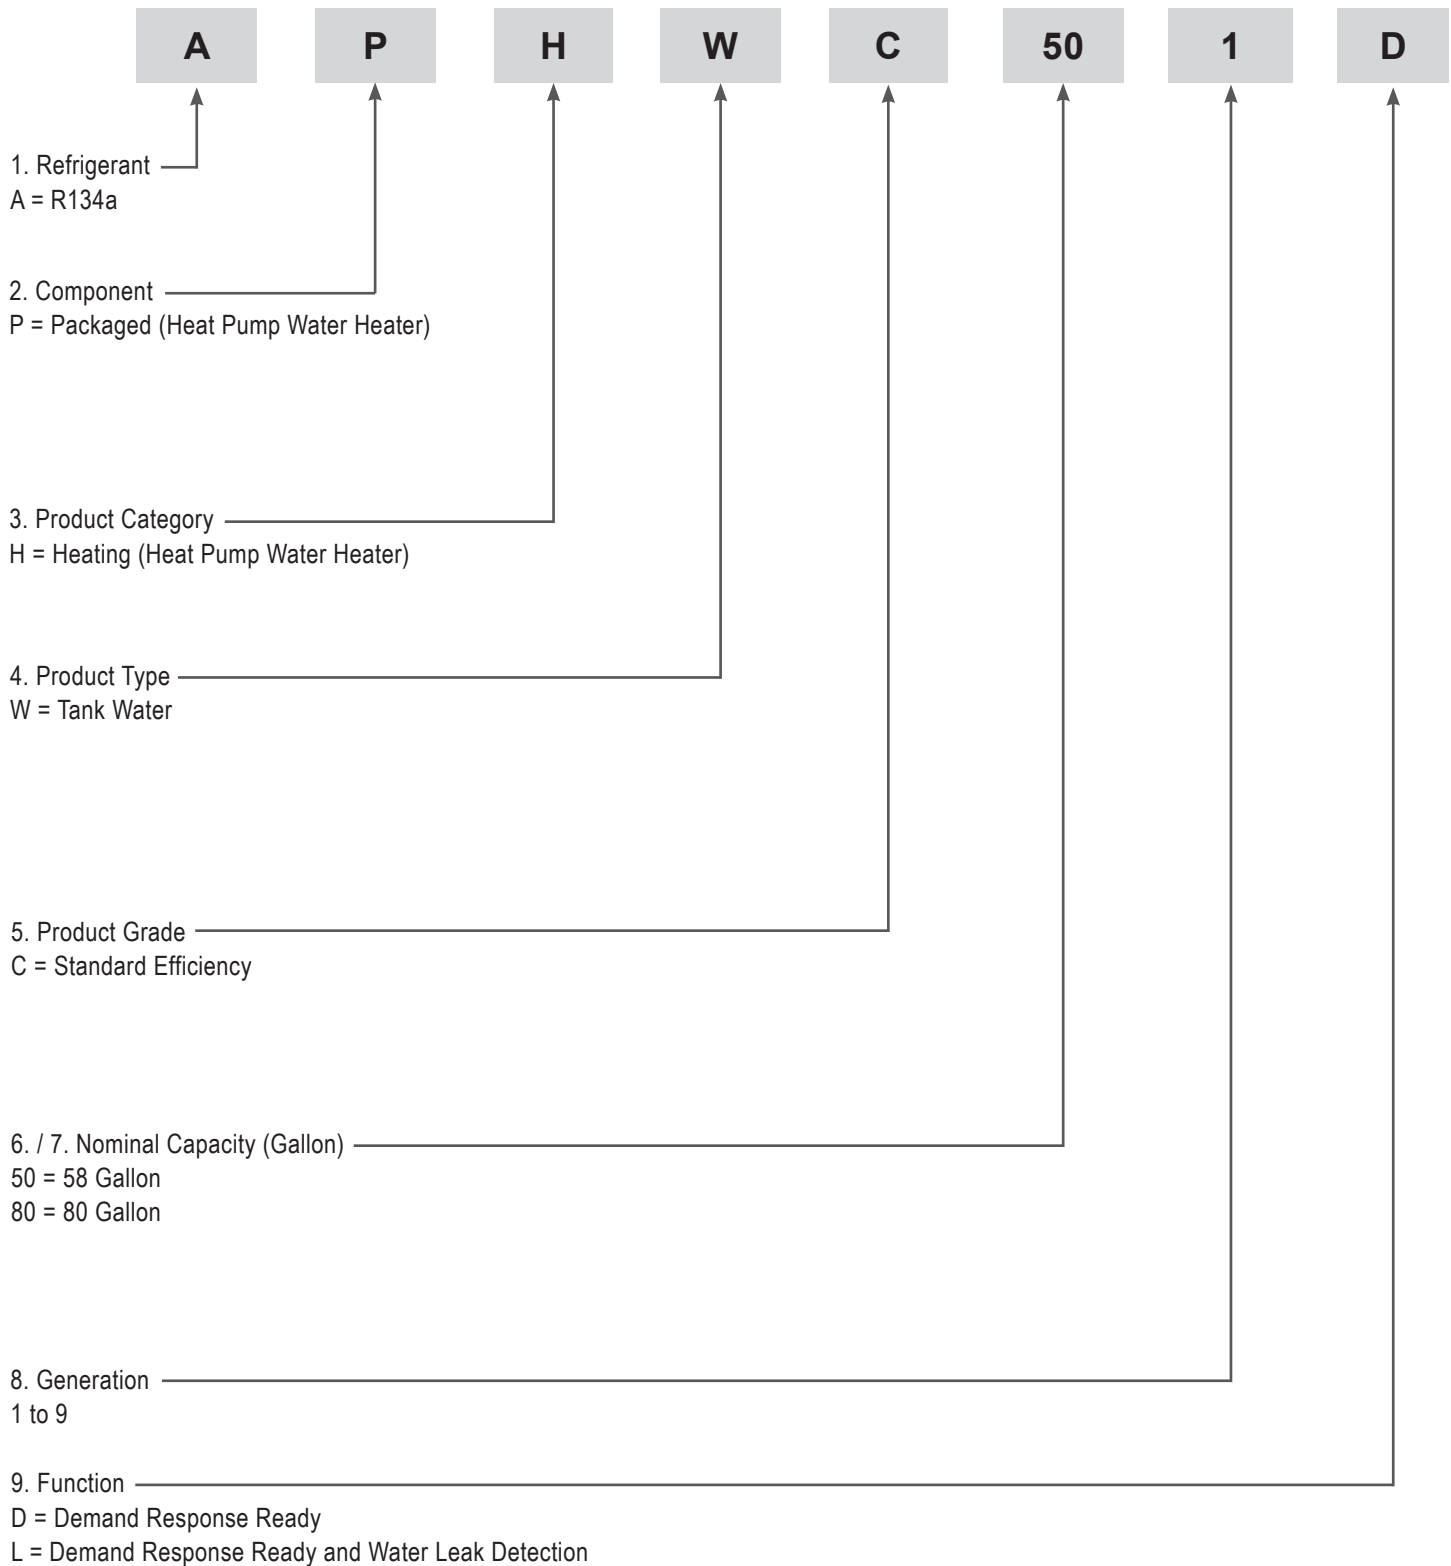 A P H W C 50 1 D
1. Refrigerant
A = R134a
2. Component
P = Packaged (Heat Pump Water Heater)
3. Product Category
H = Heating (Heat Pump Water Heater)
4. Product Type
W = Tank Water
5. Product Grade
C = Standard Efficiency
6. / 7. Nominal Capacity (Gallon)
50 = 58 Gallon
80 = 80 Gallon
8. Generation
1 to 9
9. Function
D = Demand Response Ready
L = Demand Response Ready and Water Leak Detection